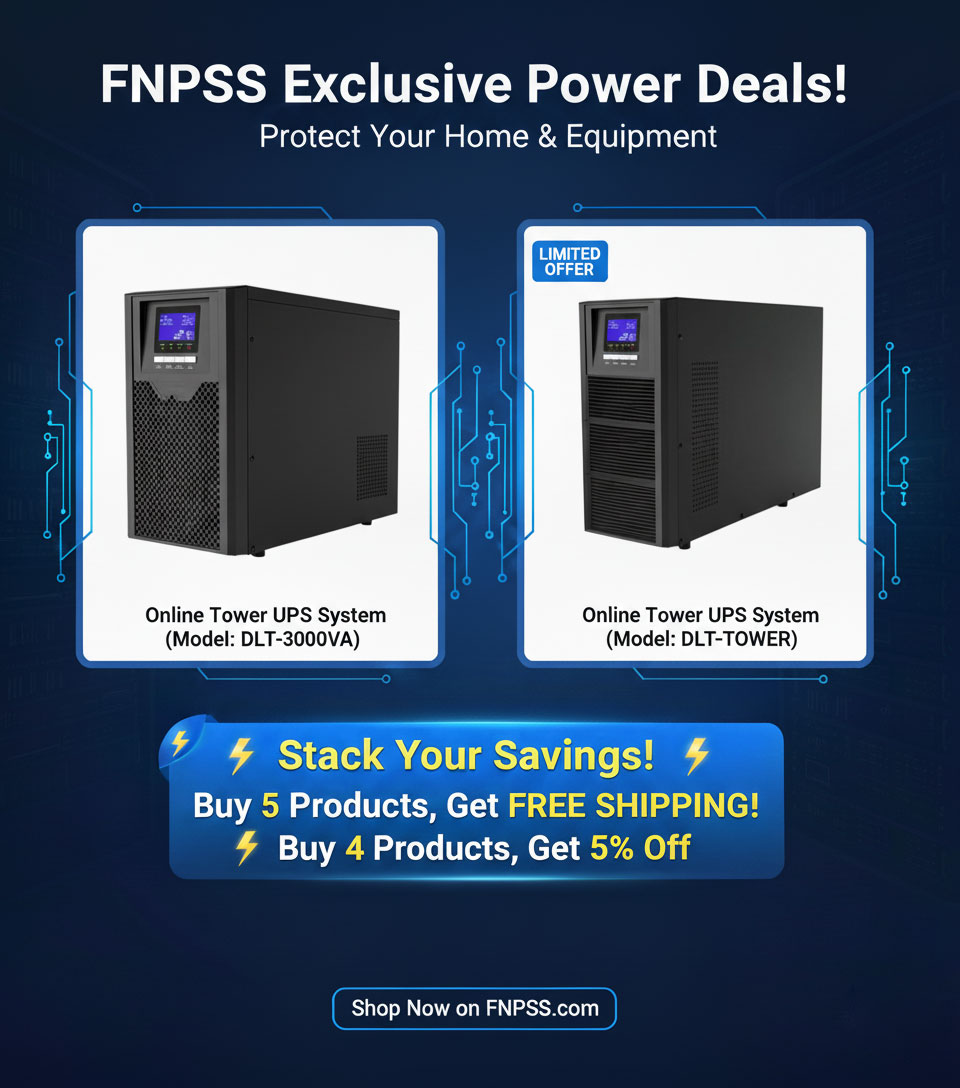 FNPSS Exclusive Power Deals!
Protect Your Home & Equipment
LIMITED
OFFER
Online Tower UPS System
(Model: DLT-3000VA)
Online Tower UPS System
(Model: DLT-TOWER)
Stack Your Savings!
Buy 5 Products, Get FREE SHIPPING!
Buy 4 Products, Get 5% Off
Shop Now on FNPSS.com